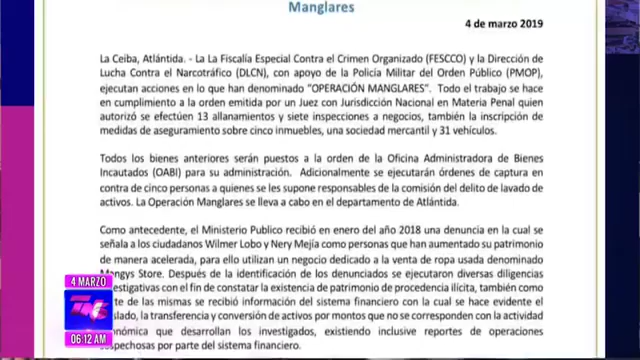 Manglares
4 de marzo 2019
La Ceiba, Atlántida. - La La Fiscalía Especial Contra el Crimen Organizado (FESCCO) y la Dirección de
Lucha Contra el Narcotráfico (DLCN), con apoyo de la Policía Militar del Orden Público (PMOP),
ejecutan acciones en lo que han denominado "OPERACIÓN MANGLARES". Todo el trabajo se hace
en cumplimiento a la orden emitida por un Juez con Jurisdicción Nacional en Materia Penal quien
autorizó se efectúen 13 allanamientos y siete inspecciones a negocios, también la inscripción de
medidas de aseguramiento sobre cinco inmuebles, una sociedad mercantil y 31 vehículos.
Todos los bienes anteriores serán puestos a la orden de la Oficina Administradora de Bienes
Incautados (OABI) para su administración. Adicionalmente se ejecutarán órdenes de captura en
contra de cinco personas a quienes se les supone responsables de la comisión del delito de lavado de
activos. La Operación Manglares se lleva a cabo en el departamento de Atlántida.
Como antecedente, el Ministerio Publico recibió en enero del año 2018 una denuncia en la cual se
señala a los ciudadanos Wilmer Lobo y Nery Mejía como personas que han aumentado su patrimonio
de manera acelerada, para ello utilizan un negocio dedicado a la venta de ropa usada denominado
Mengys Store. Después de la identificación de los denunciados se ejecutaron diversas diligencias
vestigativas con el fin de constatar la existencia de patrimonio de procedencia ilícita, también como
te de las mismas se recibió información del sistema financiero con la cual se hace evidente el
slado, la transferencia y conversión de activos por montos que no se corresponden con la actividad
onómica que desarrollan los investigados, existiendo inclusive reportes de operaciones
spechosas por parte del sistema financiero.
4 MARZO
06:12 AM